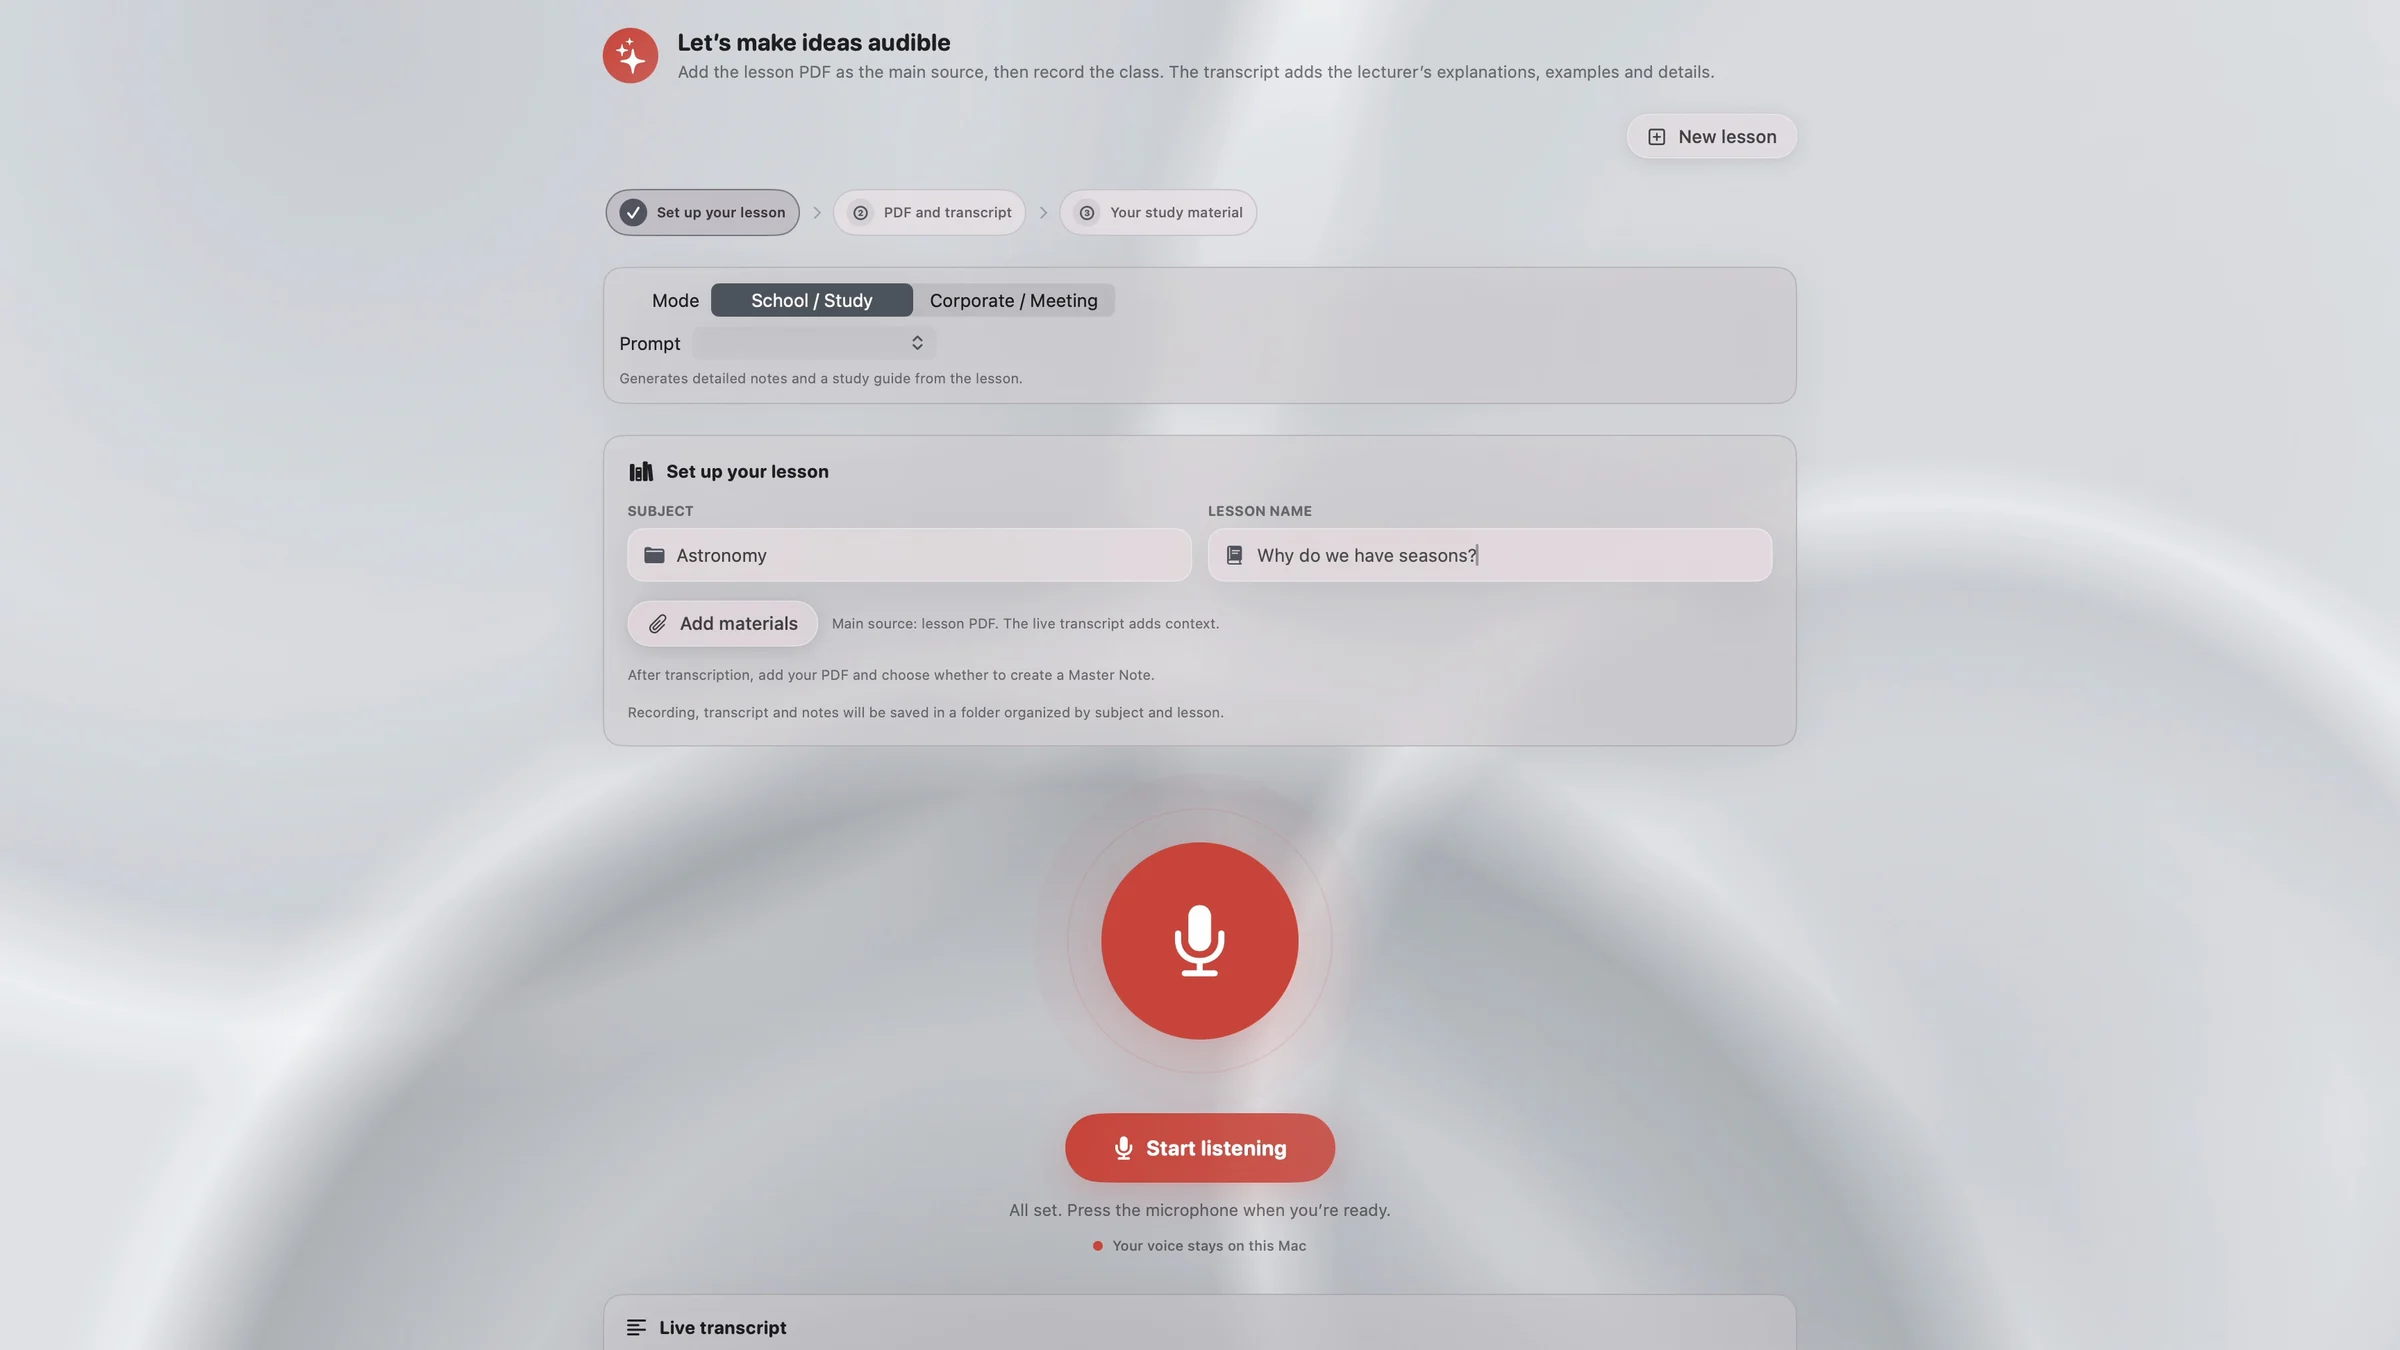 Let's make ideas audible
Add the lesson PDF as the main source, then record the class. The transcript adds the lecturer's explanations, examples and details.
New lesson
Set up your lesson
2 PDF and transcript
3 Your study material
Mode School / Study Corporate / Meeting
Prompt
Generates detailed notes and a study guide from the lesson.
Set up your lesson
SUBJECT LESSON NAME
Astronomy Why do we have seasons?
Add materials Main source: lesson PDF. The live transcript adds context.
After transcription, add your PDF and choose whether to create a Master Note.
Recording, transcript and notes will be saved in a folder organized by subject and lesson.
Start listening
All set. Press the microphone when you're ready.
Your voice stays on this Mac
Live transcript